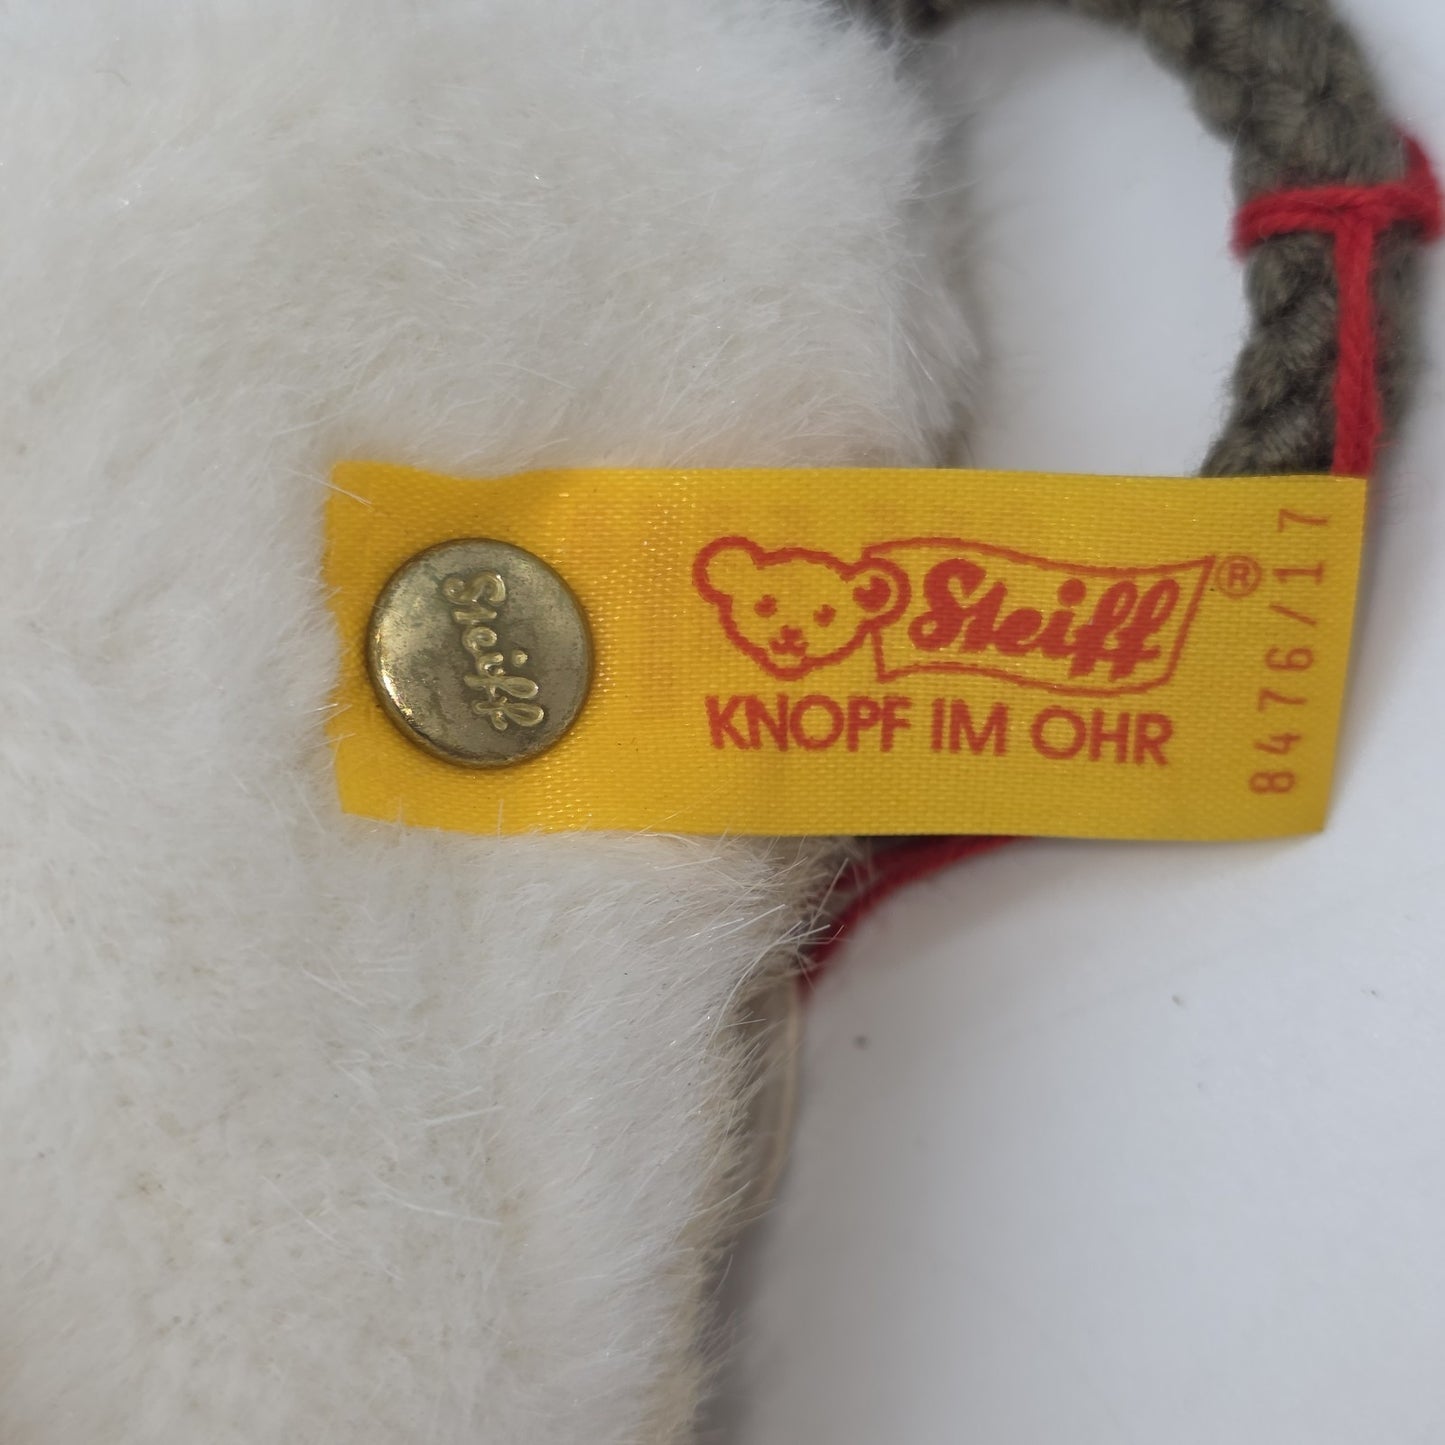 Steiff
Steiff®
KNOPF IM OHR
8476/17